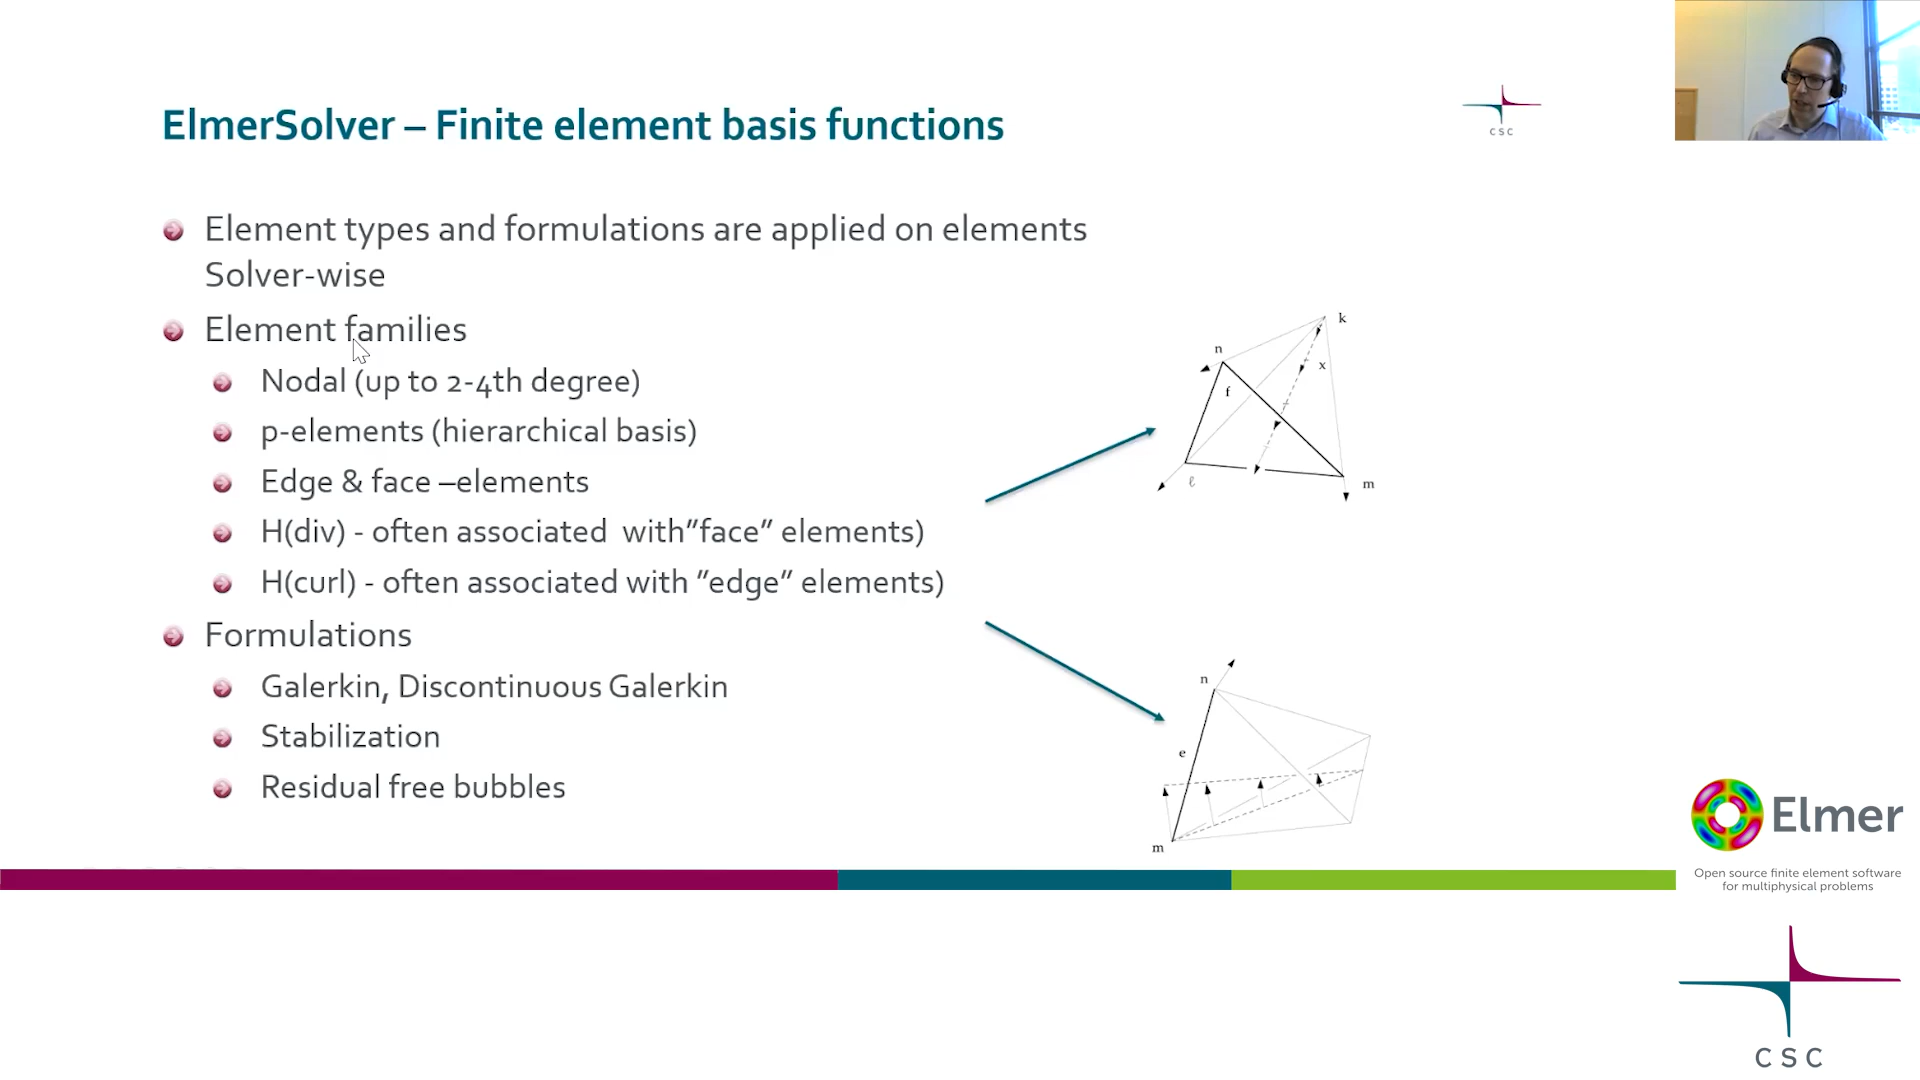 ElmerSolver – Finite element basis functions
CSC
Element types and formulations are applied on elements
Solver-wise
Element families
Nodal (up to 2-4th degree)
p-elements (hierarchical basis)
Edge & face –elements
H(div) - often associated  with”face” elements)
H(curl) - often associated with ”edge” elements)
Formulations
Galerkin, Discontinuous Galerkin
Stabilization
Residual free bubbles
k
n
x
f
ℓ
m
n
e
m
Elmer
Open source finite element software
for multiphysical problems
CSC